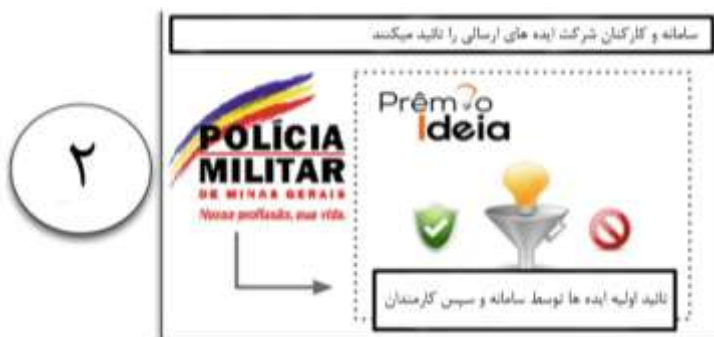 سامانه و کارکنان شرکت ایده های ارسالی را تائید میکنند
۲
POLÍCIA
MILITAR
DE MINAS GERAIS
Nossa profissão, sua vida.
Prêmio
Ideia
تائید اولیه ایده ها توسط سامانه و سپس کارمندان